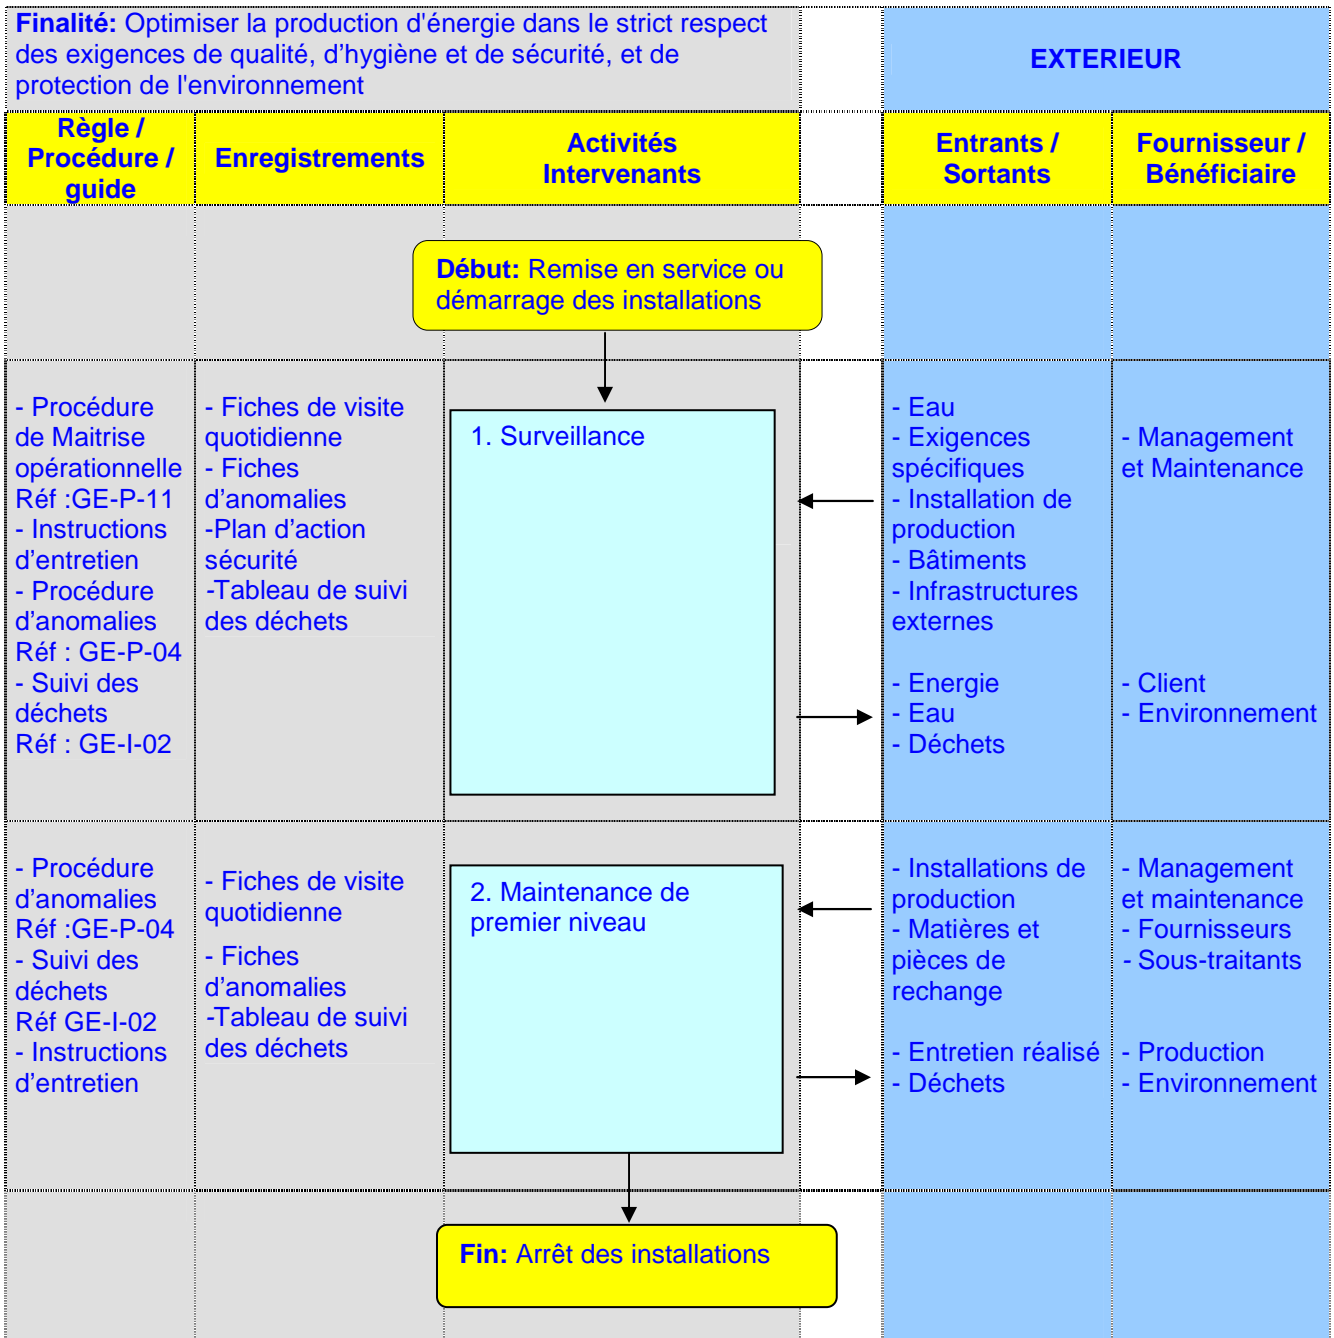 Finalité: Optimiser la production d'énergie dans le strict respect
des exigences de qualité, d’hygiène et de sécurité, et de
protection de l'environnement
EXTERIEUR
Règle /
Procédure /
guide
Enregistrements
Activités
Intervenants
Entrants /
Sortants
Fournisseur /
Bénéficiaire
Début: Remise en service ou
démarrage des installations
- Procédure
de Maitrise
opérationnelle
Réf :GE-P-11
- Instructions
d’entretien
- Procédure
d’anomalies
Réf : GE-P-04
- Suivi des
déchets
Réf : GE-I-02
- Fiches de visite
quotidienne
- Fiches
d’anomalies
-Plan d’action
sécurité
-Tableau de suivi
des déchets
1. Surveillance
- Eau
- Exigences
spécifiques
- Installation de
production
- Bâtiments
- Infrastructures
externes
- Energie
- Eau
- Déchets
- Management
et Maintenance
- Client
- Environnement
- Procédure
d’anomalies
Réf :GE-P-04
- Suivi des
déchets
Réf GE-I-02
- Instructions
d’entretien
- Fiches de visite
quotidienne
- Fiches
d’anomalies
-Tableau de suivi
des déchets
2. Maintenance de
premier niveau
- Installations de
production
- Matières et
pièces de
rechange
- Entretien réalisé
- Déchets
- Management
et maintenance
- Fournisseurs
- Sous-traitants
- Production
- Environnement
Fin: Arrêt des installations